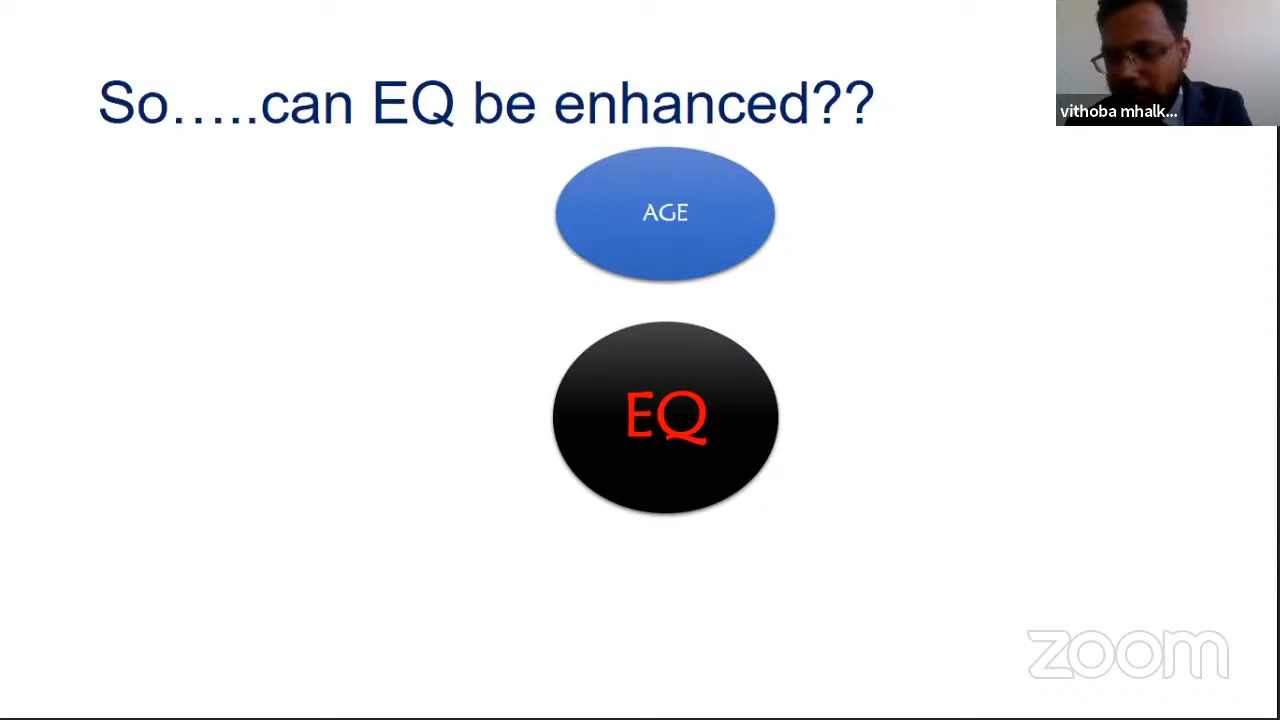 So…..can EQ be enhanced??
vithoba mhalk...
AGE
EQ
zoom